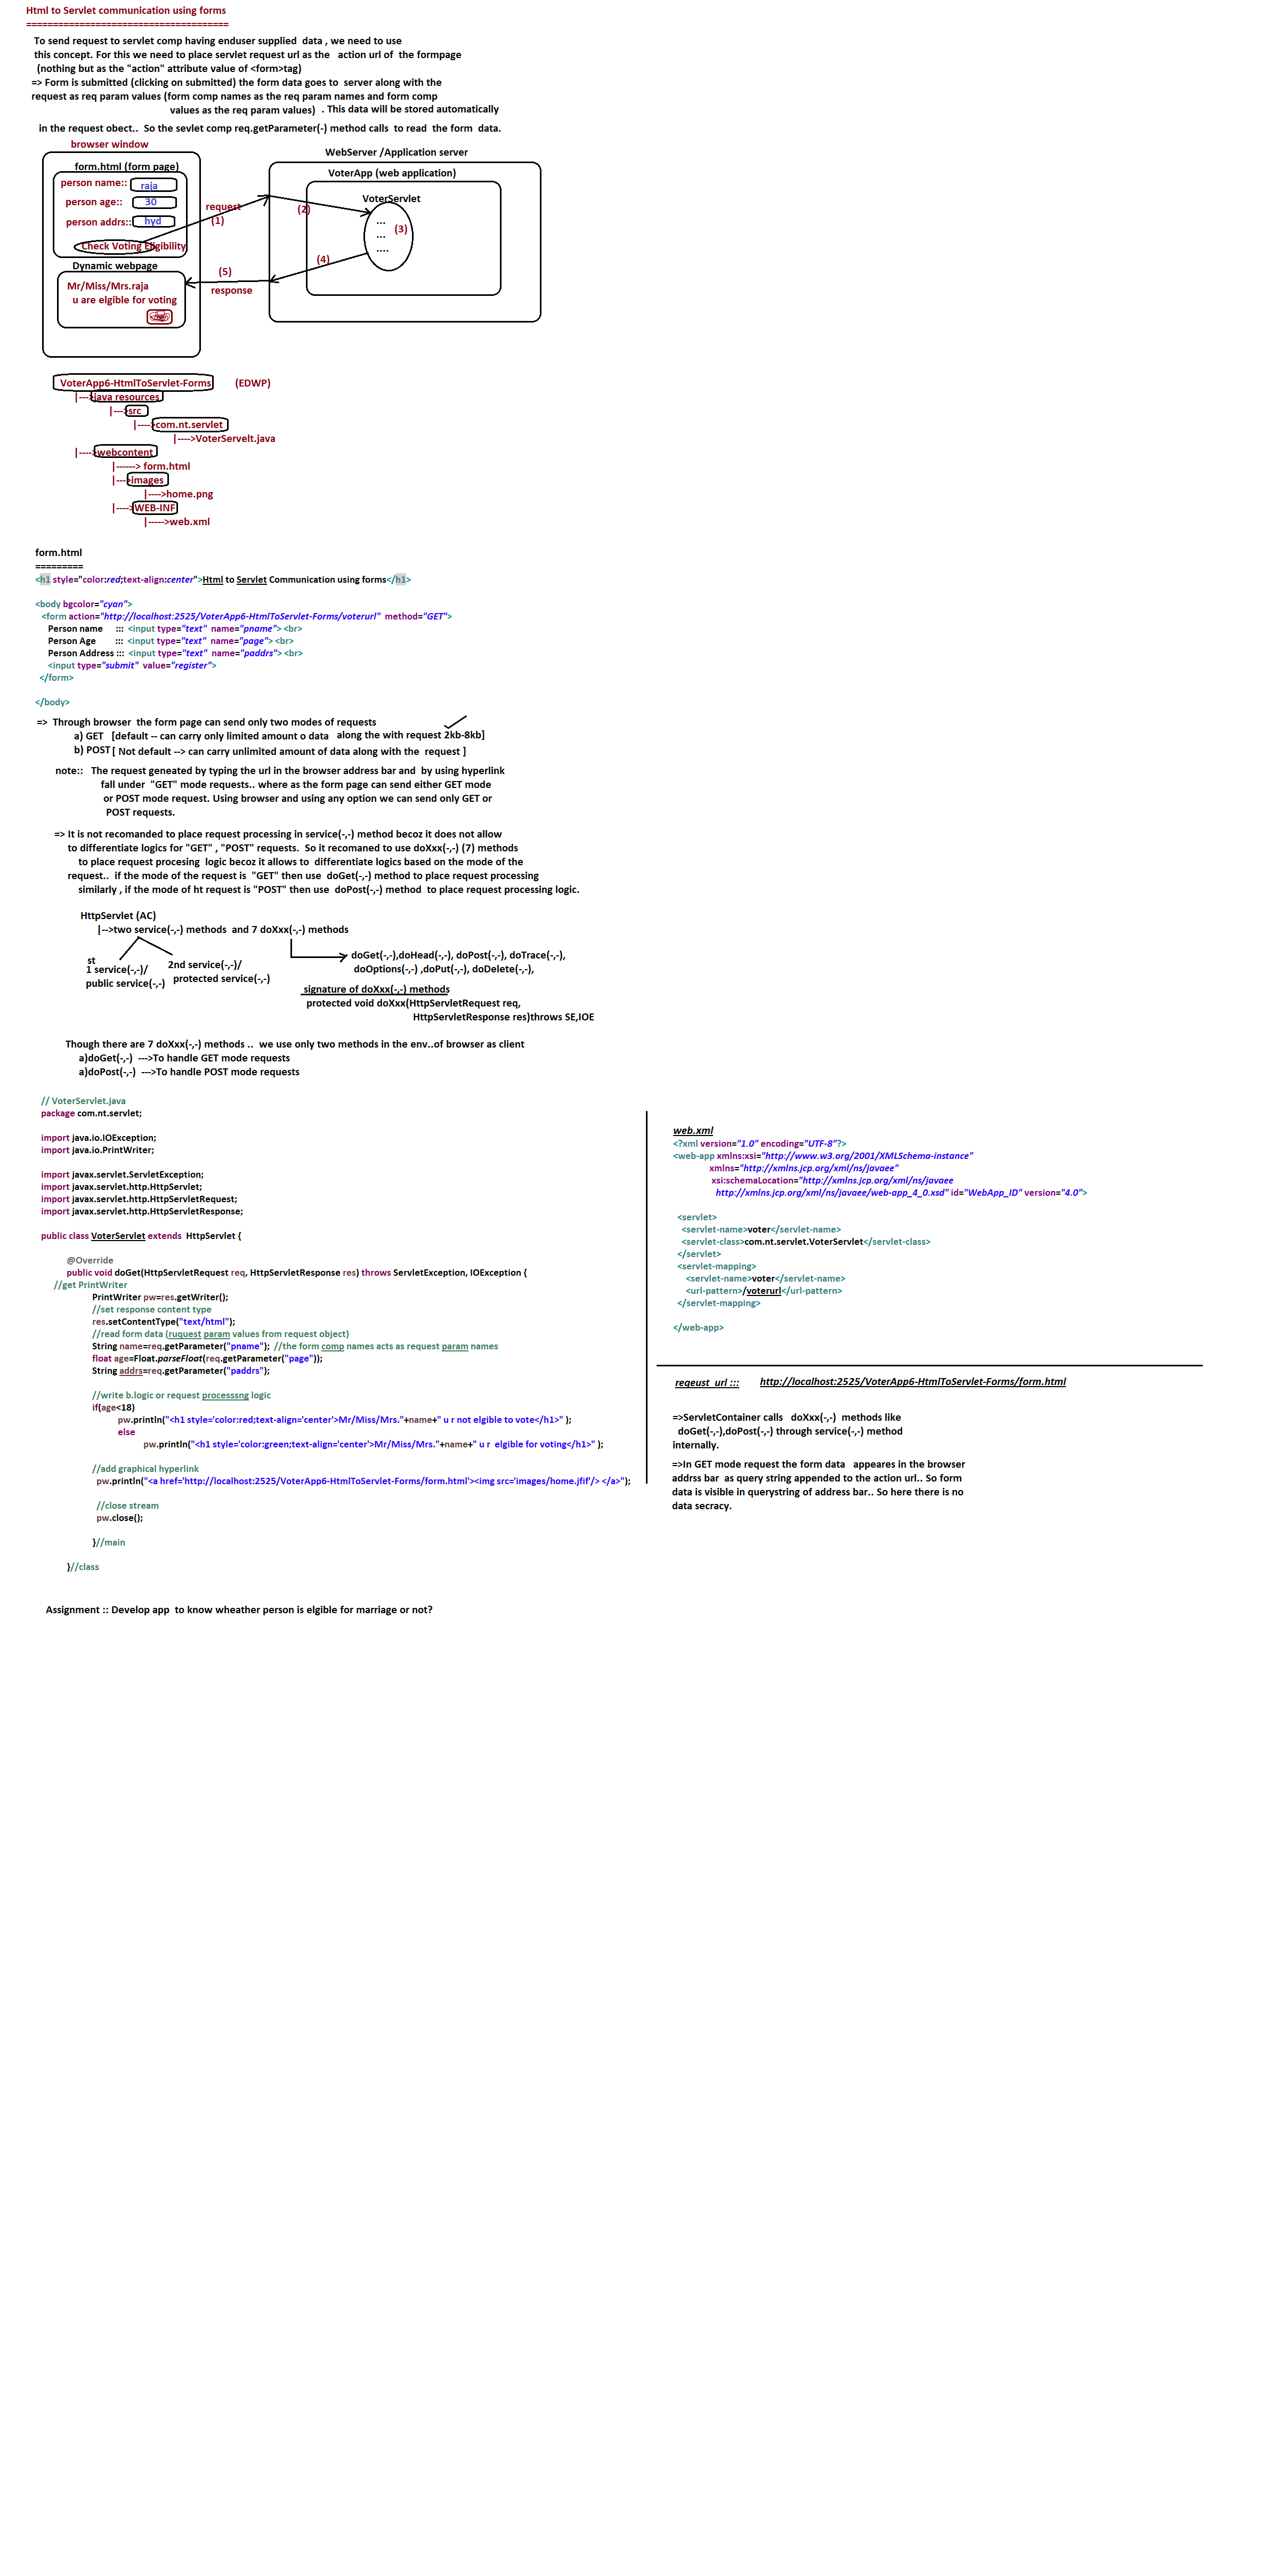 Html to Servlet communication using forms
======================================
To send request to servlet comp having enduser supplied data , we need to use
this concept. For this we need to place servlet request url as the action url of the formpage
(nothing but as the "action" attribute value of <form>tag)
=> Form is submitted (clicking on submitted) the form data goes to server along with the
request as req param values (form comp names as the req param names and form comp
values as the req param values) . This data will be stored automatically
in the request obect.. So the sevlet comp req.getParameter(-) method calls to read the form data.
browser window
WebServer /Application server
form.html (form page)
VoterApp (web application)
person name:: raja
person age:: 30
person addrs:: hyd
Check Voting Eligibility
request
(1)
(2)
VoterServlet
...
... (3)
....
(4)
(5)
response
Dynamic webpage
Mr/Miss/Mrs.raja
u are elgible for voting
VoterApp6-HtmlToServlet-Forms (EDWP)
|--->java resources
|--->src
|---->com.nt.servlet
|---->VoterServelt.java
|---->webcontent
|------> form.html
|--->images
|---->home.png
|---->WEB-INF
|----->web.xml
form.html
=========
<h1 style="color:red;text-align:center">Html to Servlet Communication using forms</h1>
<body bgcolor="cyan">
<form action="http://localhost:2525/VoterApp6-HtmlToServlet-Forms/voterurl" method="GET">
Person name ::: <input type="text" name="pname"> <br>
Person Age ::: <input type="text" name="page"> <br>
Person Address ::: <input type="text" name="paddrs"> <br>
<input type="submit" value="register">
</form>
</body>
=> Through browser the form page can send only two modes of requests
a) GET [default -- can carry only limited amount o data along the with request 2kb-8kb]
b) POST [ Not default --> can carry unlimited amount of data along with the request ]
note:: The request geneated by typing the url in the browser address bar and by using hyperlink
fall under "GET" mode requests.. where as the form page can send either GET mode
or POST mode request. Using browser and using any option we can send only GET or
POST requests.
=> It is not recomanded to place request processing in service(-,-) method becoz it does not allow
to differentiate logics for "GET" , "POST" requests. So it recomaned to use doXxx(-,-) (7) methods
to place request procesing logic becoz it allows to differentiate logics based on the mode of the
request.. if the mode of the request is "GET" then use doGet(-,-) method to place request processing
similarly , if the mode of ht request is "POST" then use doPost(-,-) method to place request processing logic.
HttpServlet (AC)
|-->two service(-,-) methods and 7 doXxx(-,-) methods
st
1 service(-,-)/
public service(-,-)
2nd service(-,-)/
protected service(-,-)
doGet(-,-),doHead(-,-), doPost(-,-), doTrace(-,-),
doOptions(-,-) ,doPut(-,-), doDelete(-,-),
signature of doXxx(-,-) methods
protected void doXxx(HttpServletRequest req,
HttpServletResponse res)throws SE,IOE
Though there are 7 doXxx(-,-) methods .. we use only two methods in the env..of browser as client
a)doGet(-,-) --->To handle GET mode requests
a)doPost(-,-) --->To handle POST mode requests
// VoterServlet.java
package com.nt.servlet;
import java.io.IOException;
import java.io.PrintWriter;
import javax.servlet.ServletException;
import javax.servlet.http.HttpServlet;
import javax.servlet.http.HttpServletRequest;
import javax.servlet.http.HttpServletResponse;
public class VoterServlet extends HttpServlet {
@Override
public void doGet(HttpServletRequest req, HttpServletResponse res) throws ServletException, IOException {
//get PrintWriter
PrintWriter pw=res.getWriter();
//set response content type
res.setContentType("text/html");
//read form data (ruquest param values from request object)
String name=req.getParameter("pname"); //the form comp names acts as request param names
float age=Float.parseFloat(req.getParameter("page"));
String addrs=req.getParameter("paddrs");
//write b.logic or request processsng logic
if(age<18)
pw.println("<h1 style='color:red;text-align='center'>Mr/Miss/Mrs."+name+" u r not elgible to vote</h1>" );
else
pw.println("<h1 style='color:green;text-align='center'>Mr/Miss/Mrs."+name+" u r elgible for voting</h1>" );
//add graphical hyperlink
pw.println("<a href='http://localhost:2525/VoterApp6-HtmlToServlet-Forms/form.html'><img src='images/home.jfif'/> </a>");
//close stream
pw.close();
}//main
}//class
web.xml
<?xml version="1.0" encoding="UTF-8"?>
<web-app xmlns:xsi="http://www.w3.org/2001/XMLSchema-instance"
xmlns="http://xmlns.jcp.org/xml/ns/javaee"
xsi:schemaLocation="http://xmlns.jcp.org/xml/ns/javaee
http://xmlns.jcp.org/xml/ns/javaee/web-app_4_0.xsd" id="WebApp_ID" version="4.0">
<servlet>
<servlet-name>voter</servlet-name>
<servlet-class>com.nt.servlet.VoterServlet</servlet-class>
</servlet>
<servlet-mapping>
<servlet-name>voter</servlet-name>
<url-pattern>/voterurl</url-pattern>
</servlet-mapping>
</web-app>
reqeust url ::: http://localhost:2525/VoterApp6-HtmlToServlet-Forms/form.html
=>ServletContainer calls doXxx(-,-) methods like
doGet(-,-),doPost(-,-) through service(-,-) method
internally.
=>In GET mode request the form data appeares in the browser
addrss bar as query string appended to the action url.. So form
data is visible in querystring of address bar.. So here there is no
data secracy.
Assignment :: Develop app to know wheather person is elgible for marriage or not?